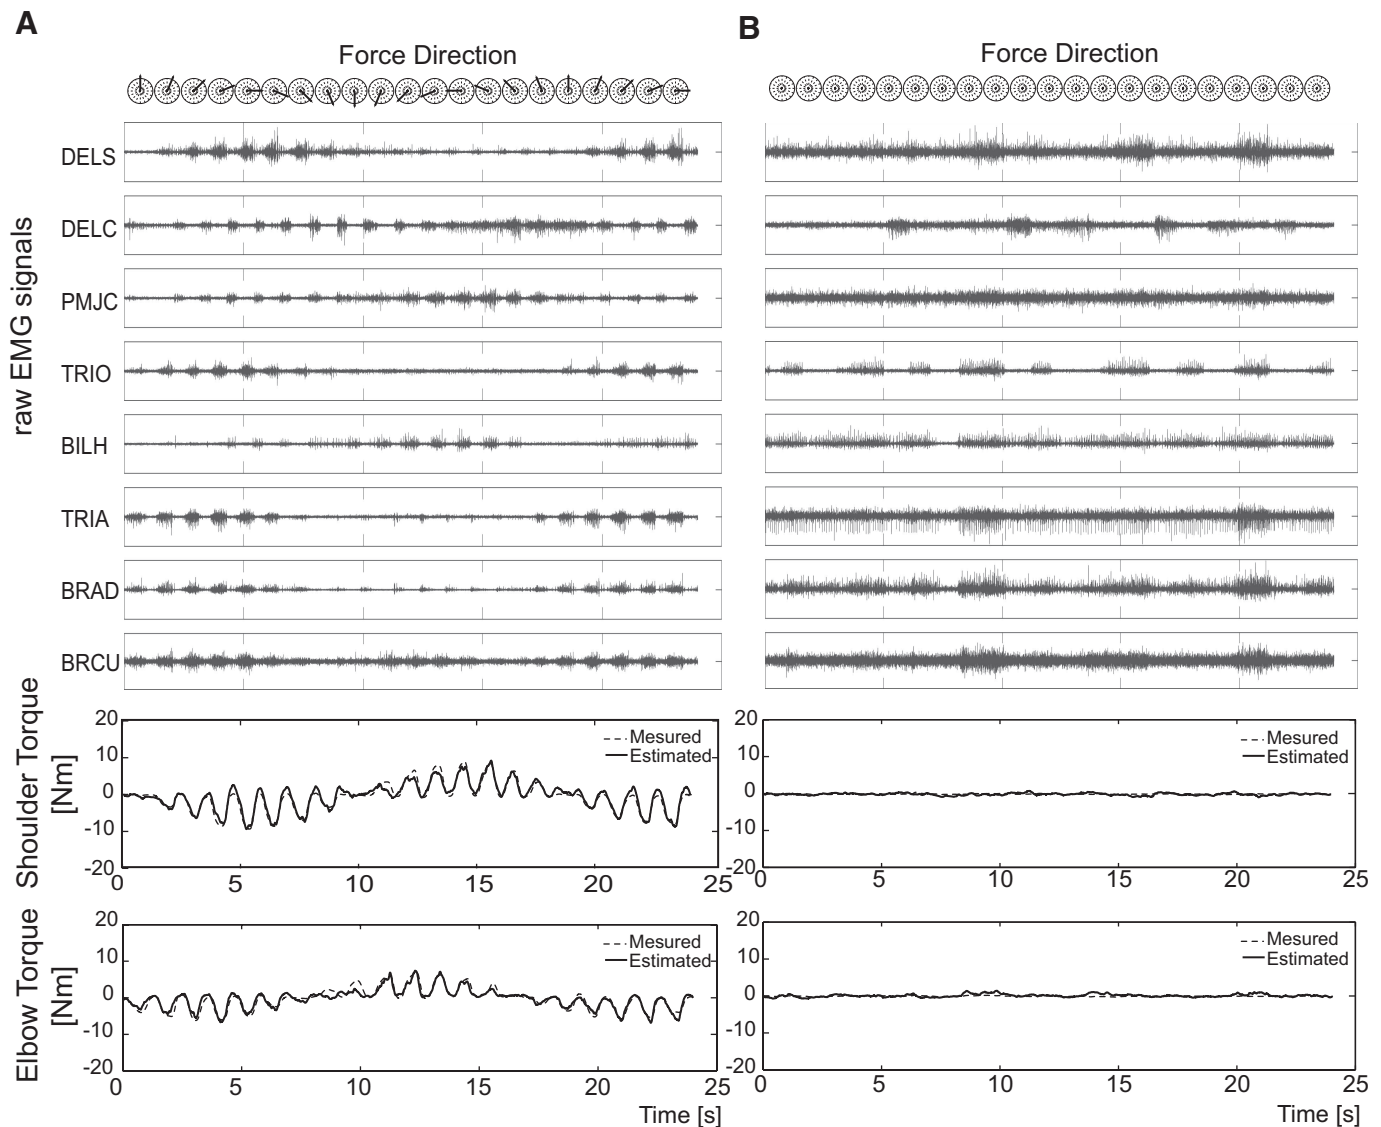 A
B
Force Direction
Force Direction
raw EMG signals
DELS
DELC
PMJC
TRIO
BILH
TRIA
BRAD
BRCU
Shoulder Torque
[Nm]
20
10
0
-10
-20
Mesured
Estimated
0 5 10 15 20 25
20
10
0
-10
-20
Mesured
Estimated
0 5 10 15 20 25
Elbow Torque
[Nm]
20
10
0
-10
-20
Mesured
Estimated
0 5 10 15 20 25
Time [s]
20
10
0
-10
-20
Mesured
Estimated
0 5 10 15 20 25
Time [s]